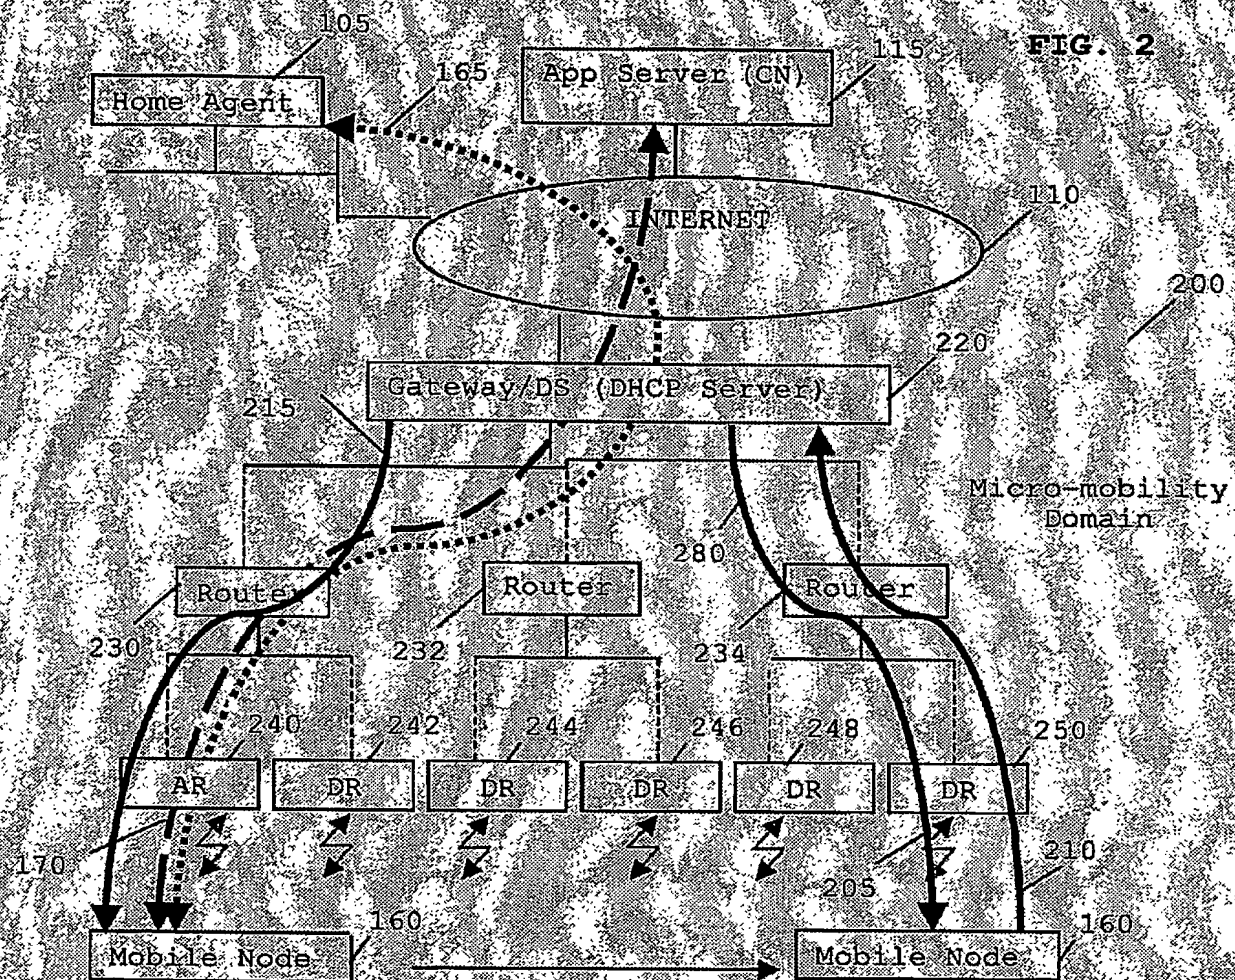 105
FIG. 2
App Server (CN)
115
165
Home Agent
110
INTERNET
200
220
Gateway/DS (DHCP Server)
215
Micro-mobility
Domain
280
Router
Router
Router
230
232
234
240
242
244
246
248
250
AR
DR
DR
DR
DR
DR
170
205
210
160
160
Mobile Node
Mobile Node